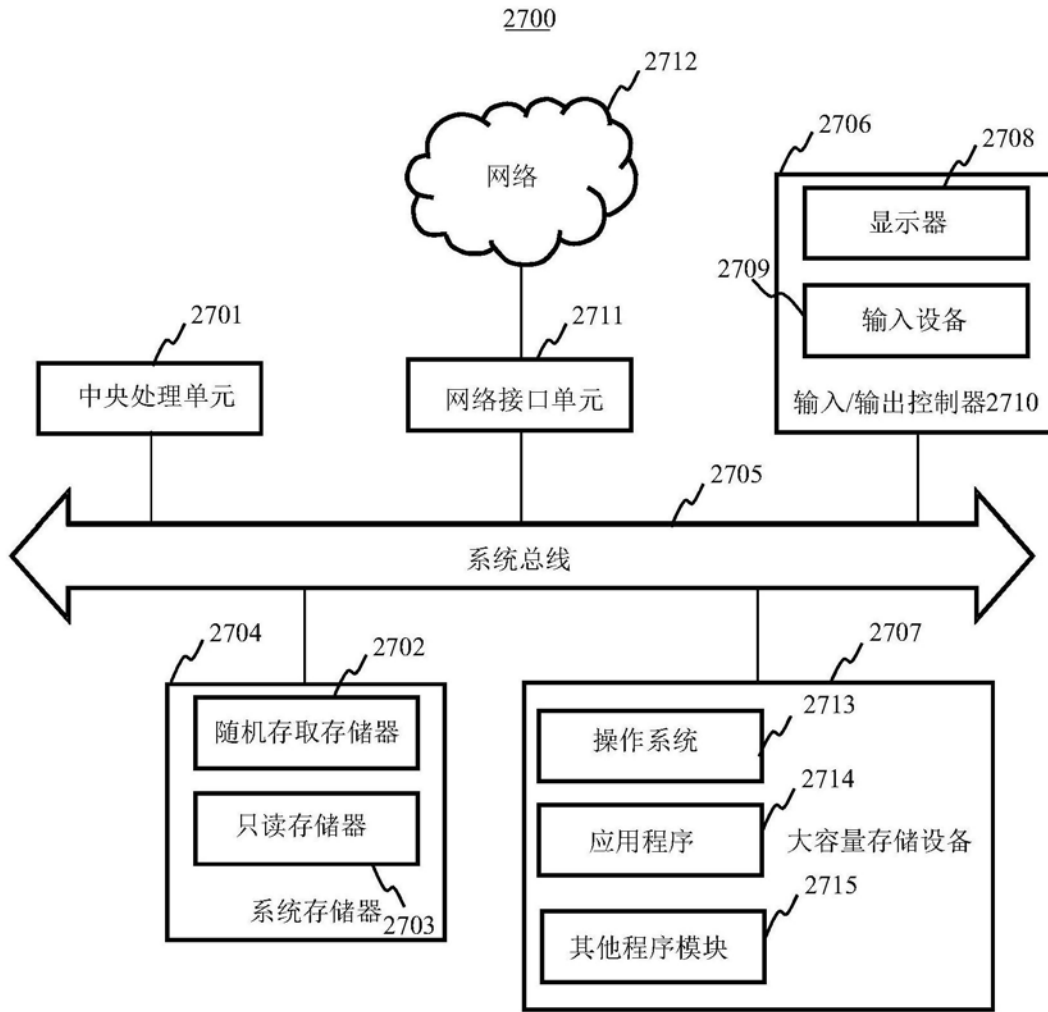 2700
2712
网络
2706
2708
显示器
2709
输入设备
输入/输出控制器2710
2701
中央处理单元
2711
网络接口单元
2705
系统总线
2704
2702
随机存取存储器
只读存储器
系统存储器
2703
2707
2713
操作系统
2714
应用程序
大容量存储设备
2715
其他程序模块